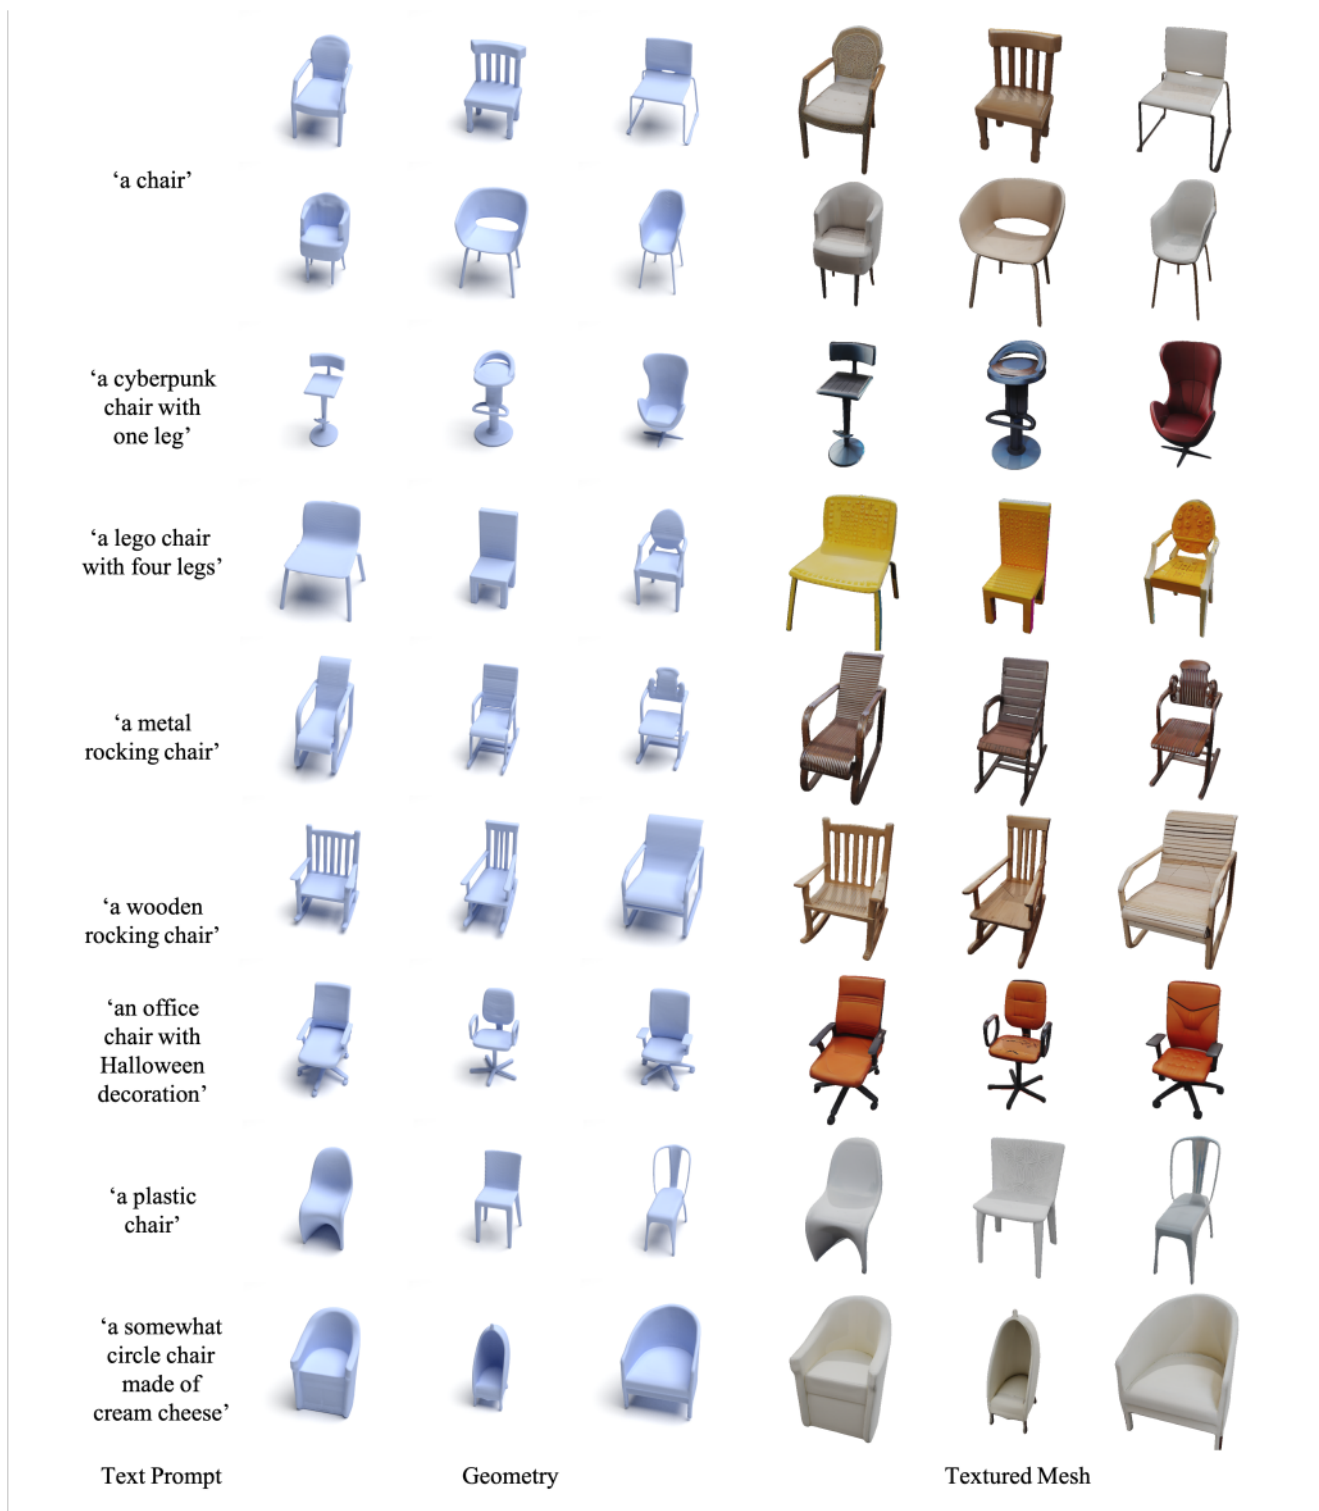 ‘a chair’
‘a cyberpunk
chair with
one leg’
‘a lego chair
with four legs’
‘a metal
rocking chair’
‘a wooden
rocking chair’
‘an office
chair with
Halloween
decoration’
‘a plastic
chair’
‘a somewhat
circle chair
made of
cream cheese’
Text Prompt
Geometry
Textured Mesh